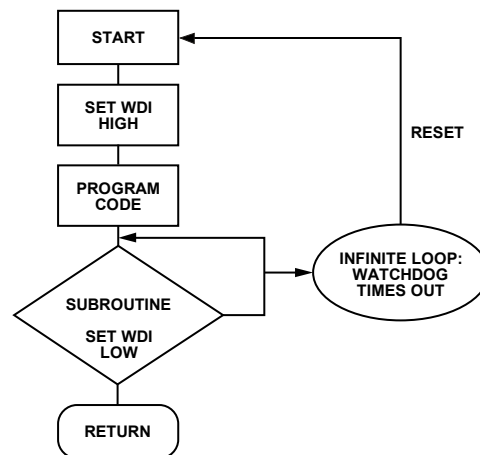 START
SET WDI
HIGH
RESET
PROGRAM
CODE
INFINITE LOOP:
WATCHDOG
TIMES OUT
SUBROUTINE
SET WDI
LOW
RETURN